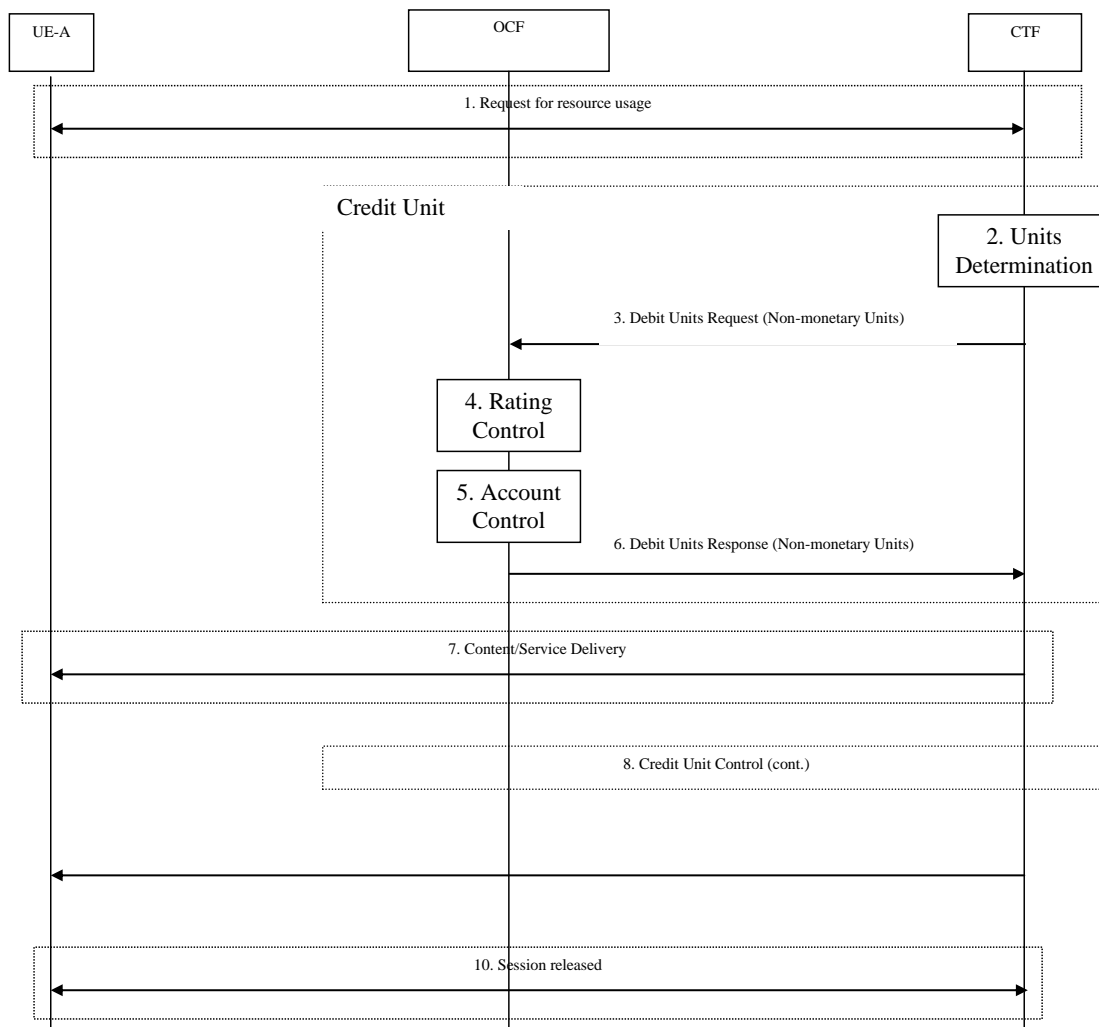 UE-A
OCF
CTF
1. Request for resource usage
Credit Unit
2. Units
Determination
3. Debit Units Request (Non-monetary Units)
4. Rating
Control
5. Account
Control
6. Debit Units Response (Non-monetary Units)
7. Content/Service Delivery
8. Credit Unit Control (cont.)
10. Session released